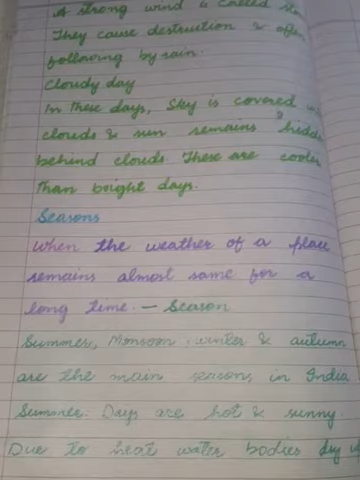 A strong wind is called
They cause destruction & often
following by rain.
Cloudy day
In these days, Sky is covered
clouds & sun remains hidde
behind clouds. These are cooler
than bright days.
Seasons
When the weather of a place
remains almost same for a
long time. — Season
Summer, Monsoon, winter & autumn
are the main seasons in India
Summer. Days are hot & sunny.
Due to heat water bodies dry